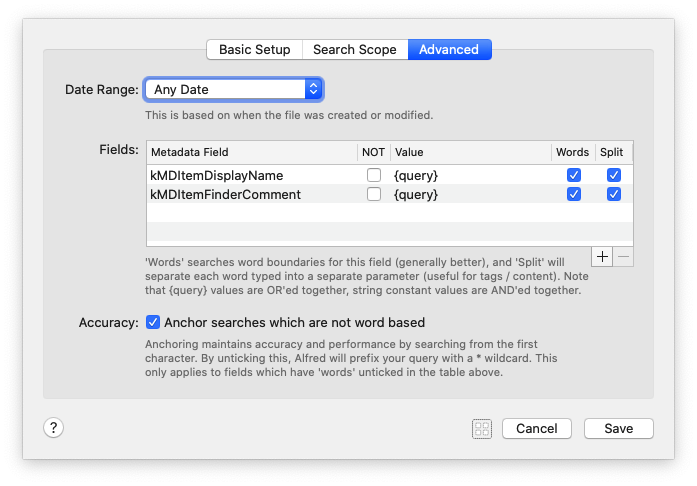 Basic Setup Search Scope Advanced
Date Range: Any Date
This is based on when the file was created or modified.
Fields: Metadata Field NOT Value Words Split
kMDItemDisplayName {query}
kMDItemFinderComment {query}
+ −
'Words' searches word boundaries for this field (generally better), and 'Split' will
separate each word typed into a separate parameter (useful for tags / content). Note
that {query} values are OR'ed together, string constant values are AND'ed together.
Accuracy: Anchor searches which are not word based
Anchoring maintains accuracy and performance by searching from the first
character. By unticking this, Alfred will prefix your query with a * wildcard. This
only applies to fields which have 'words' unticked in the table above.
? Cancel Save